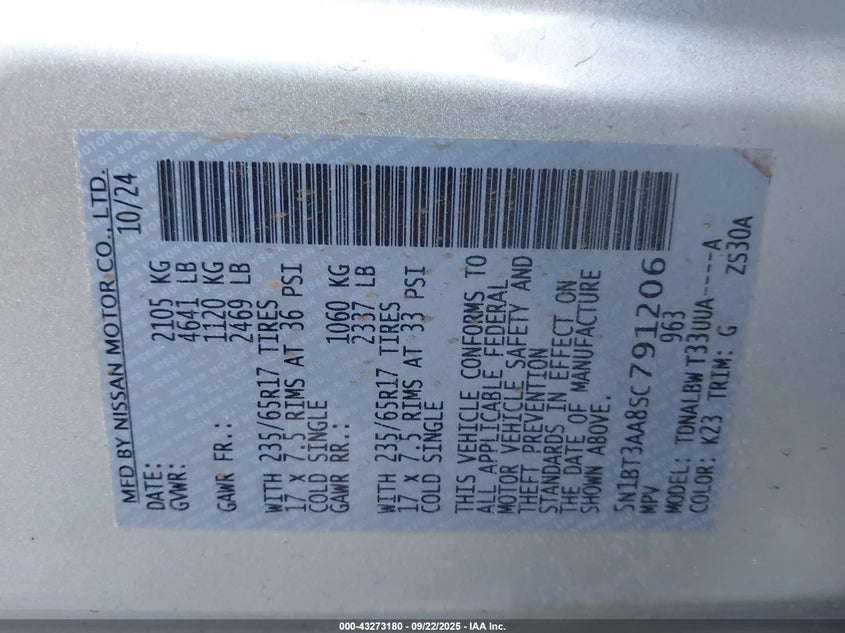 MFD BY NISSAN MOTOR CO., LTD.
DATE: 10/24
GVWR: 2105 KG
4641 LB
GAWR FR.: 1120 KG
2469 LB
WITH 235/65R17 TIRES
17 X 7.5 RIMS AT 36 PSI
COLD SINGLE
GAWR RR.: 1060 KG
2337 LB
WITH 235/65R17 TIRES
17 X 7.5 RIMS AT 33 PSI
COLD SINGLE
THIS VEHICLE CONFORMS TO
ALL APPLICABLE FEDERAL
MOTOR VEHICLE SAFETY AND
THEFT PREVENTION
STANDARDS IN EFFECT ON
THE DATE OF MANUFACTURE
SHOWN ABOVE.
5N1BT3AA8SC791206
MPV 963
MODEL: TDNALBWT33UUA----A
COLOR: K23 TRIM: G ZS30A
000-43273180 - 09/22/2025 - IAA Inc.